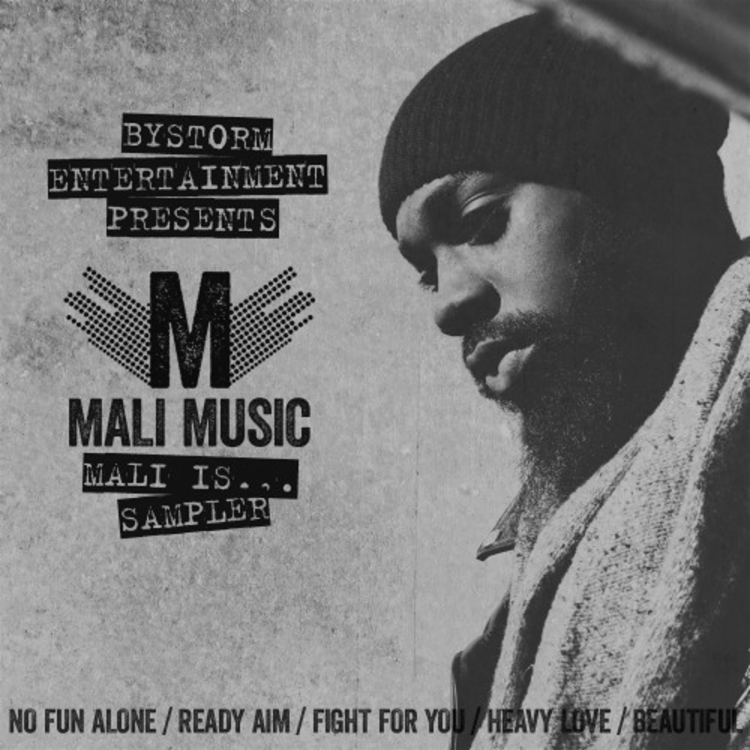 BYSTORM
ENTERTAINMENT
PRESENTS
M
MALI MUSIC
MALI IS...
SAMPLER
NO FUN ALONE / READY AIM / FIGHT FOR YOU / HEAVY LOVE / BEAUTIFUL